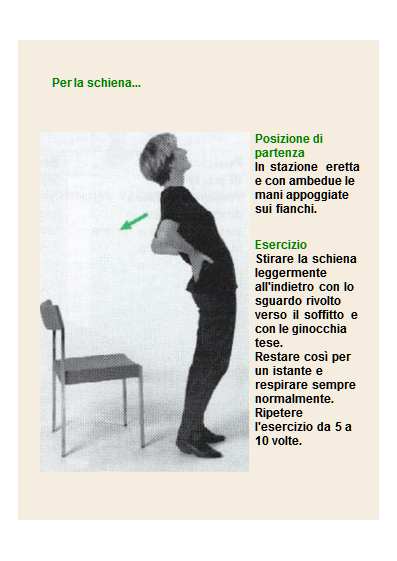 Per la schiena...
Posizione di
partenza
In stazione eretta
e con ambedue le
mani appoggiate
sui fianchi.
Esercizio
Stirare la schiena
leggermente
all'indietro con lo
sguardo rivolto
verso il soffitto e
con le ginocchia
tese.
Restare così per
un istante e
respirare sempre
normalmente.
Ripetere
l'esercizio da 5 a
10 volte.